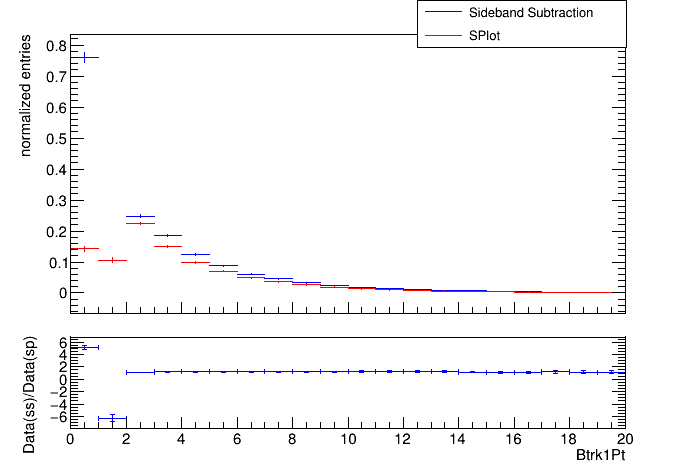 Sideband Subtraction
SPlot
normalized entries
0.8
0.7
0.6
0.5
0.4
0.3
0.2
0.1
0
Data(ss)/Data(sp)
6
4
2
0
−2
−4
−6
0 2 4 6 8 10 12 14 16 18 20
Btrk1Pt